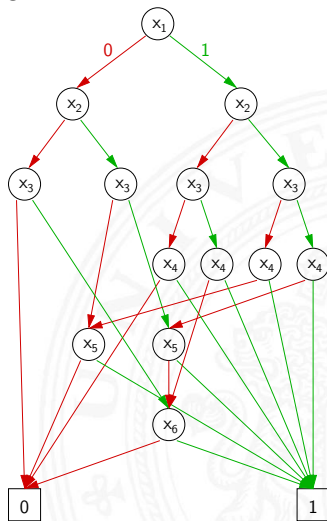 x₁
0 1
x₂ x₂
x₃ x₃ x₃ x₃
x₄ x₄ x₄ x₄
x₅ x₅
x₆
0 1